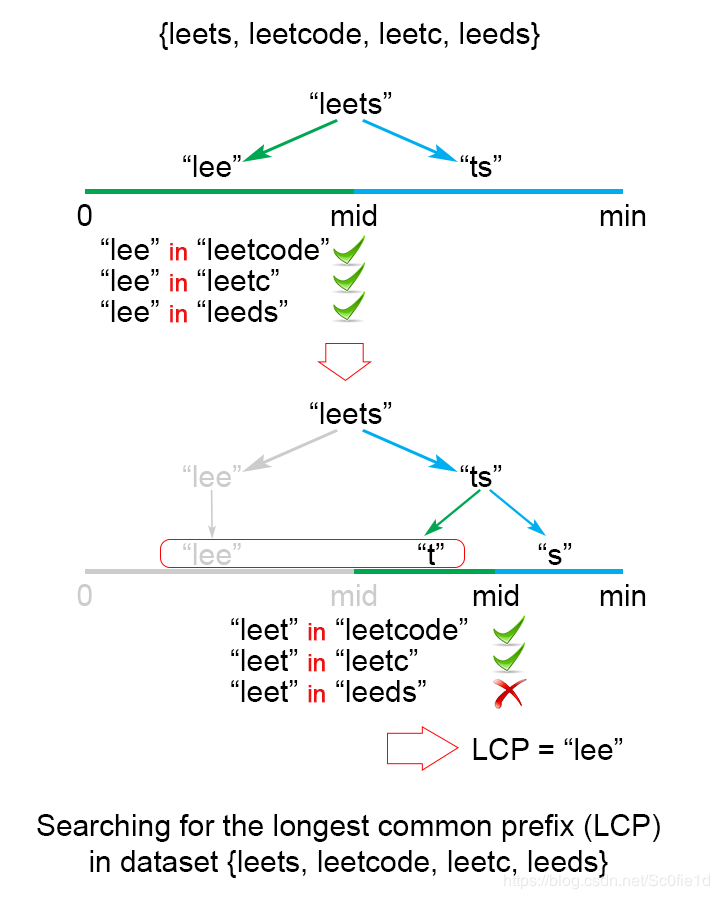 {leets, leetcode, leetc, leeds}
“leets”
“lee” “ts”
0 mid min
“lee” in “leetcode”
“lee” in “leetc”
“lee” in “leeds”
“leets”
“lee” “ts”
“lee” “t” “s”
0 mid mid min
“leet” in “leetcode”
“leet” in “leetc”
“leet” in “leeds”
LCP = “lee”
Searching for the longest common prefix (LCP)
in dataset {leets, leetcode, leetc, leeds}
https://blog.csdn.net/Sc0fie1d